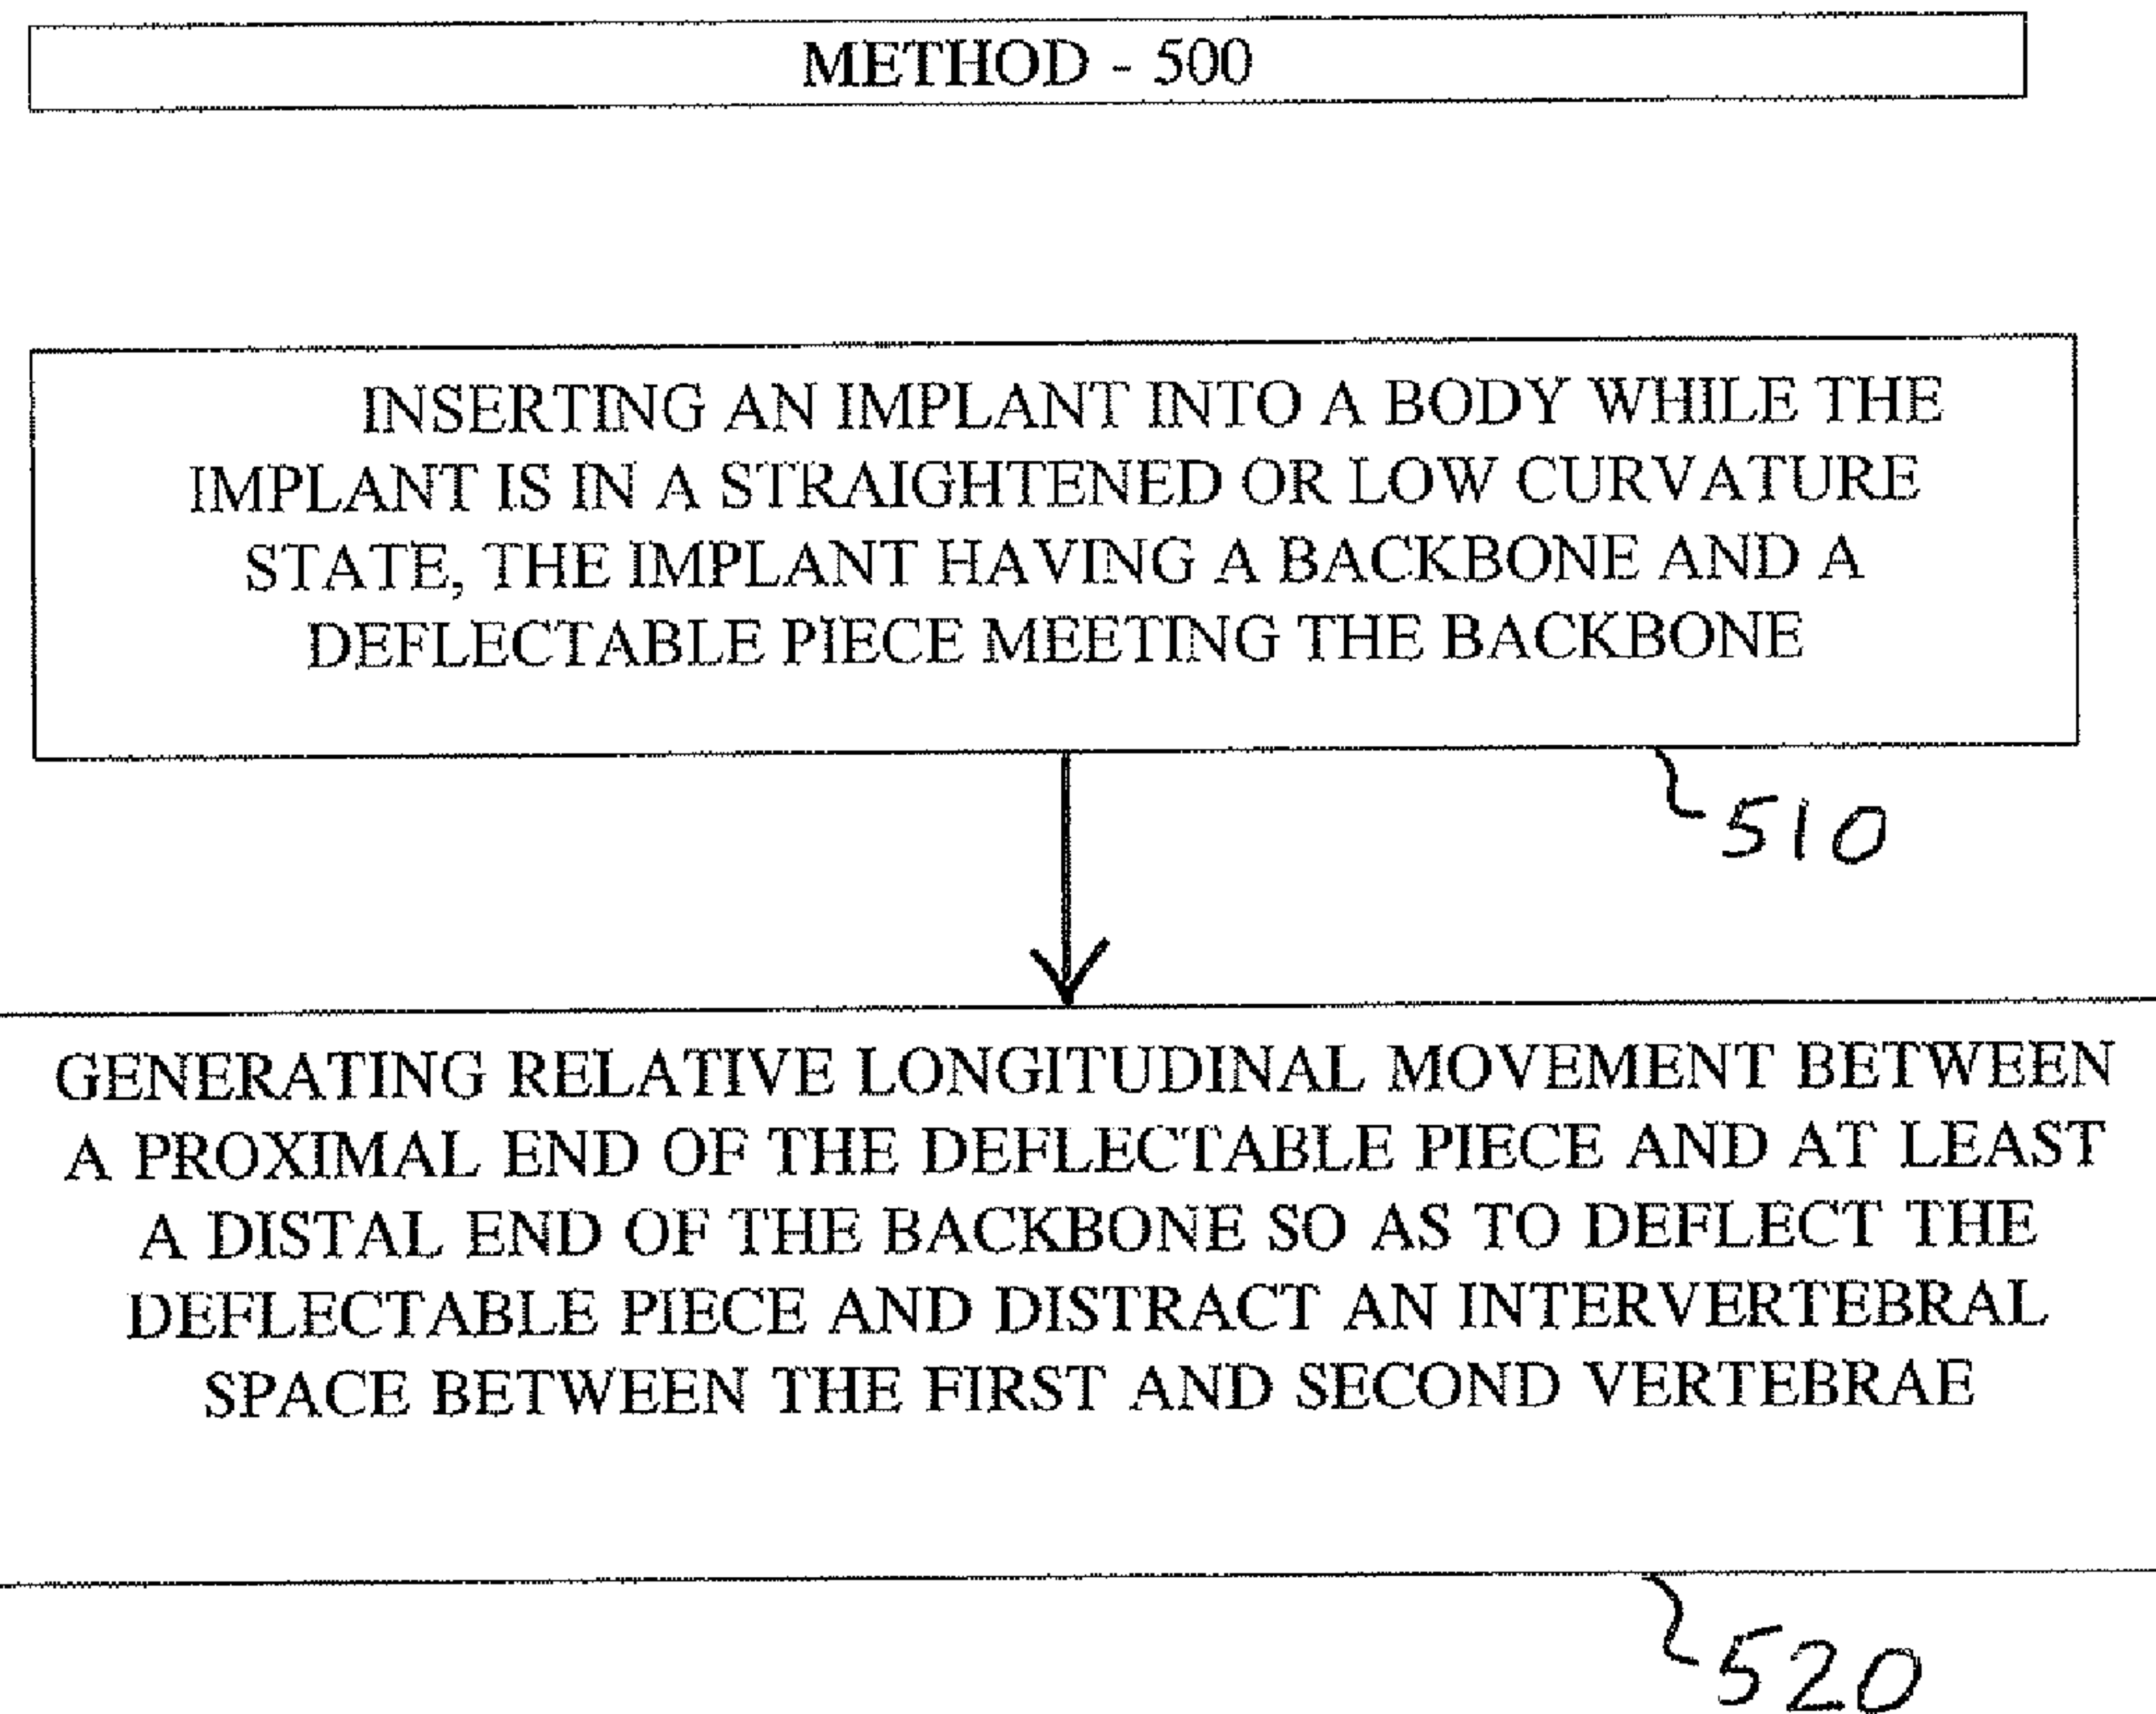 METHOD - 500
INSERTING AN IMPLANT INTO A BODY WHILE THE
IMPLANT IS IN A STRAIGHTENED OR LOW CURVATURE
STATE, THE IMPLANT HAVING A BACKBONE AND A
DEFLECTABLE PIECE MEETING THE BACKBONE
510
GENERATING RELATIVE LONGITUDINAL MOVEMENT BETWEEN
A PROXIMAL END OF THE DEFLECTABLE PIECE AND AT LEAST
A DISTAL END OF THE BACKBONE SO AS TO DEFLECT THE
DEFLECTABLE PIECE AND DISTRACT AN INTERVERTEBRAL
SPACE BETWEEN THE FIRST AND SECOND VERTEBRAE
520